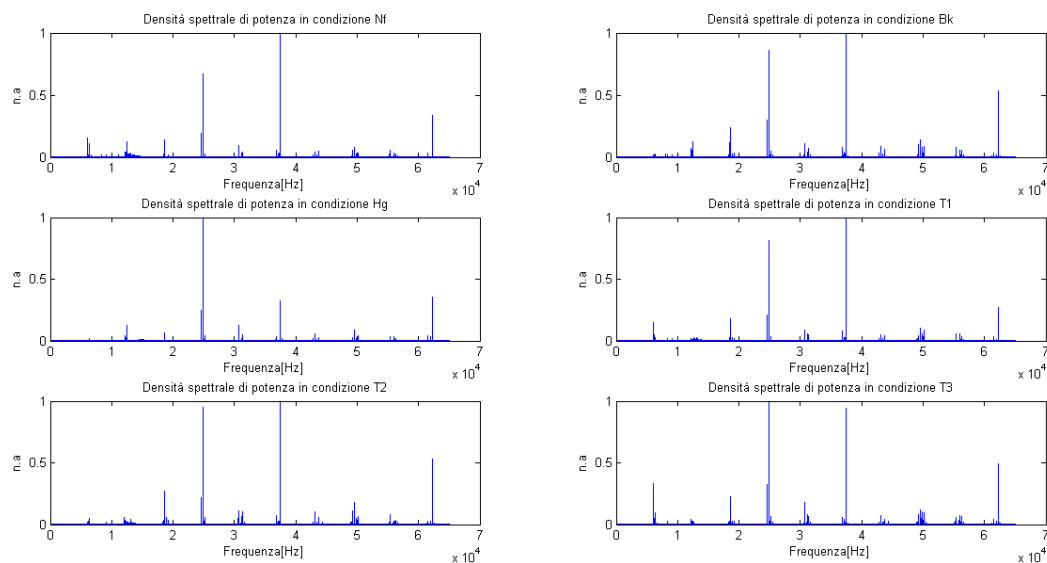 Densità spettrale di potenza in condizione Nf
1
0.5
0
n.a
0 1 2 3 4 5 6 7
Frequenza[Hz]
x 10^4
Densità spettrale di potenza in condizione Bk
1
0.5
0
n.a
0 1 2 3 4 5 6 7
Frequenza[Hz]
x 10^4
Densità spettrale di potenza in condizione Hg
1
0.5
0
n.a
0 1 2 3 4 5 6 7
Frequenza[Hz]
x 10^4
Densità spettrale di potenza in condizione T1
1
0.5
0
n.a
0 1 2 3 4 5 6 7
Frequenza[Hz]
x 10^4
Densità spettrale di potenza in condizione T2
1
0.5
0
n.a
0 1 2 3 4 5 6 7
Frequenza[Hz]
x 10^4
Densità spettrale di potenza in condizione T3
1
0.5
0
n.a
0 1 2 3 4 5 6 7
Frequenza[Hz]
x 10^4